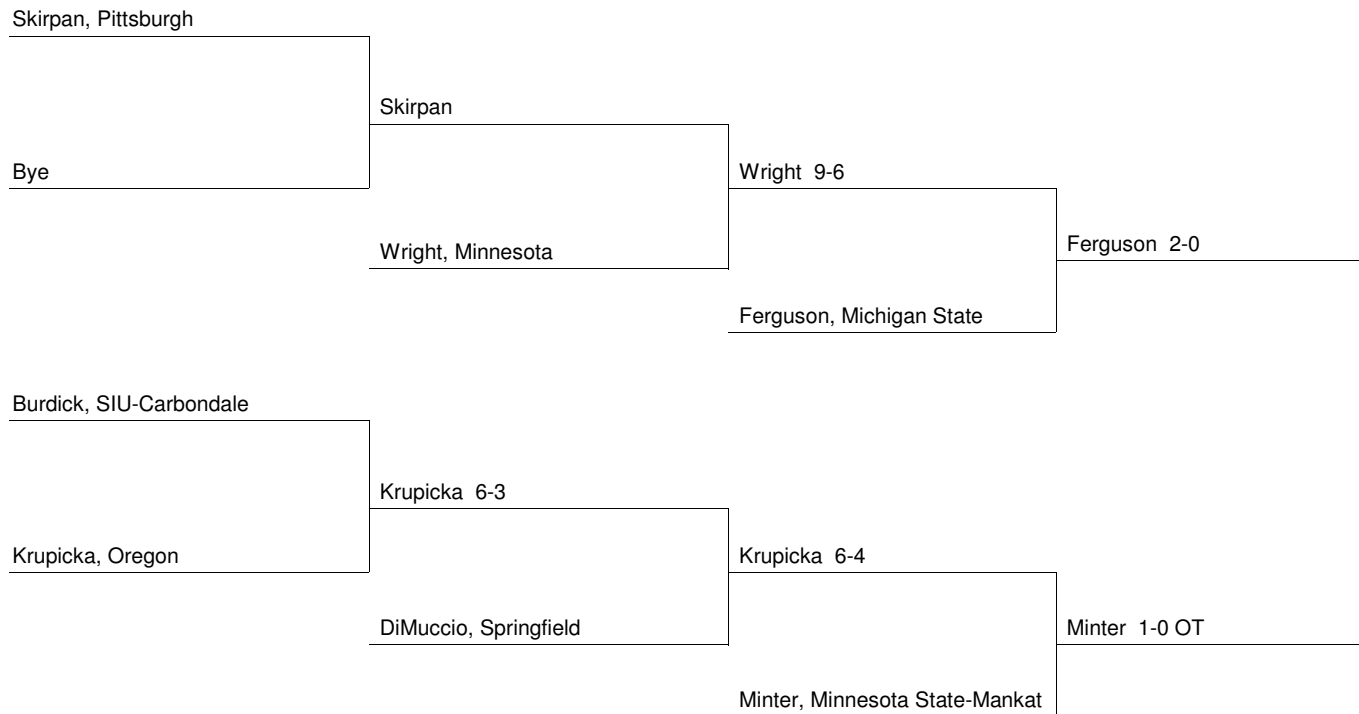 Skirpan, Pittsburgh
Skirpan
Bye
Wright 9-6
Wright, Minnesota
Ferguson 2-0
Ferguson, Michigan State
Burdick, SIU-Carbondale
Krupicka 6-3
Krupicka, Oregon
Krupicka 6-4
DiMuccio, Springfield
Minter 1-0 OT
Minter, Minnesota State-Mankat